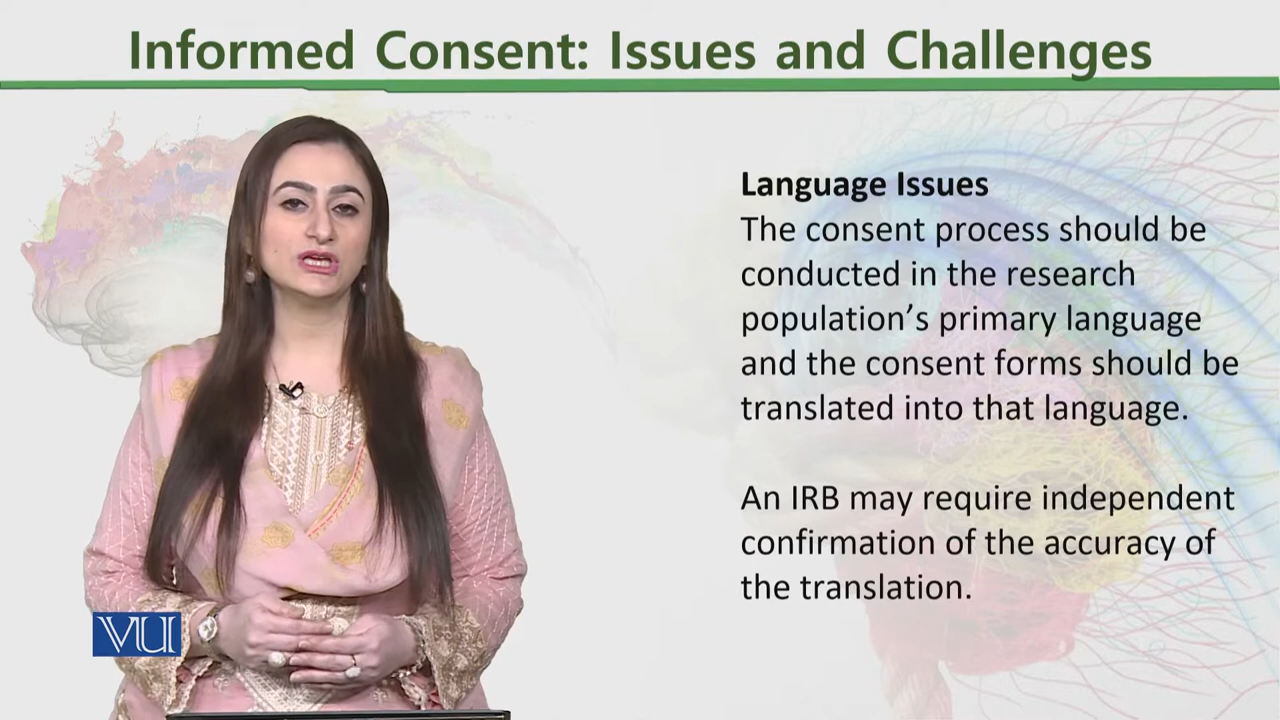 Informed Consent: Issues and Challenges
Language Issues
The consent process should be
conducted in the research
population’s primary language
and the consent forms should be
translated into that language.
An IRB may require independent
confirmation of the accuracy of
the translation.
VU